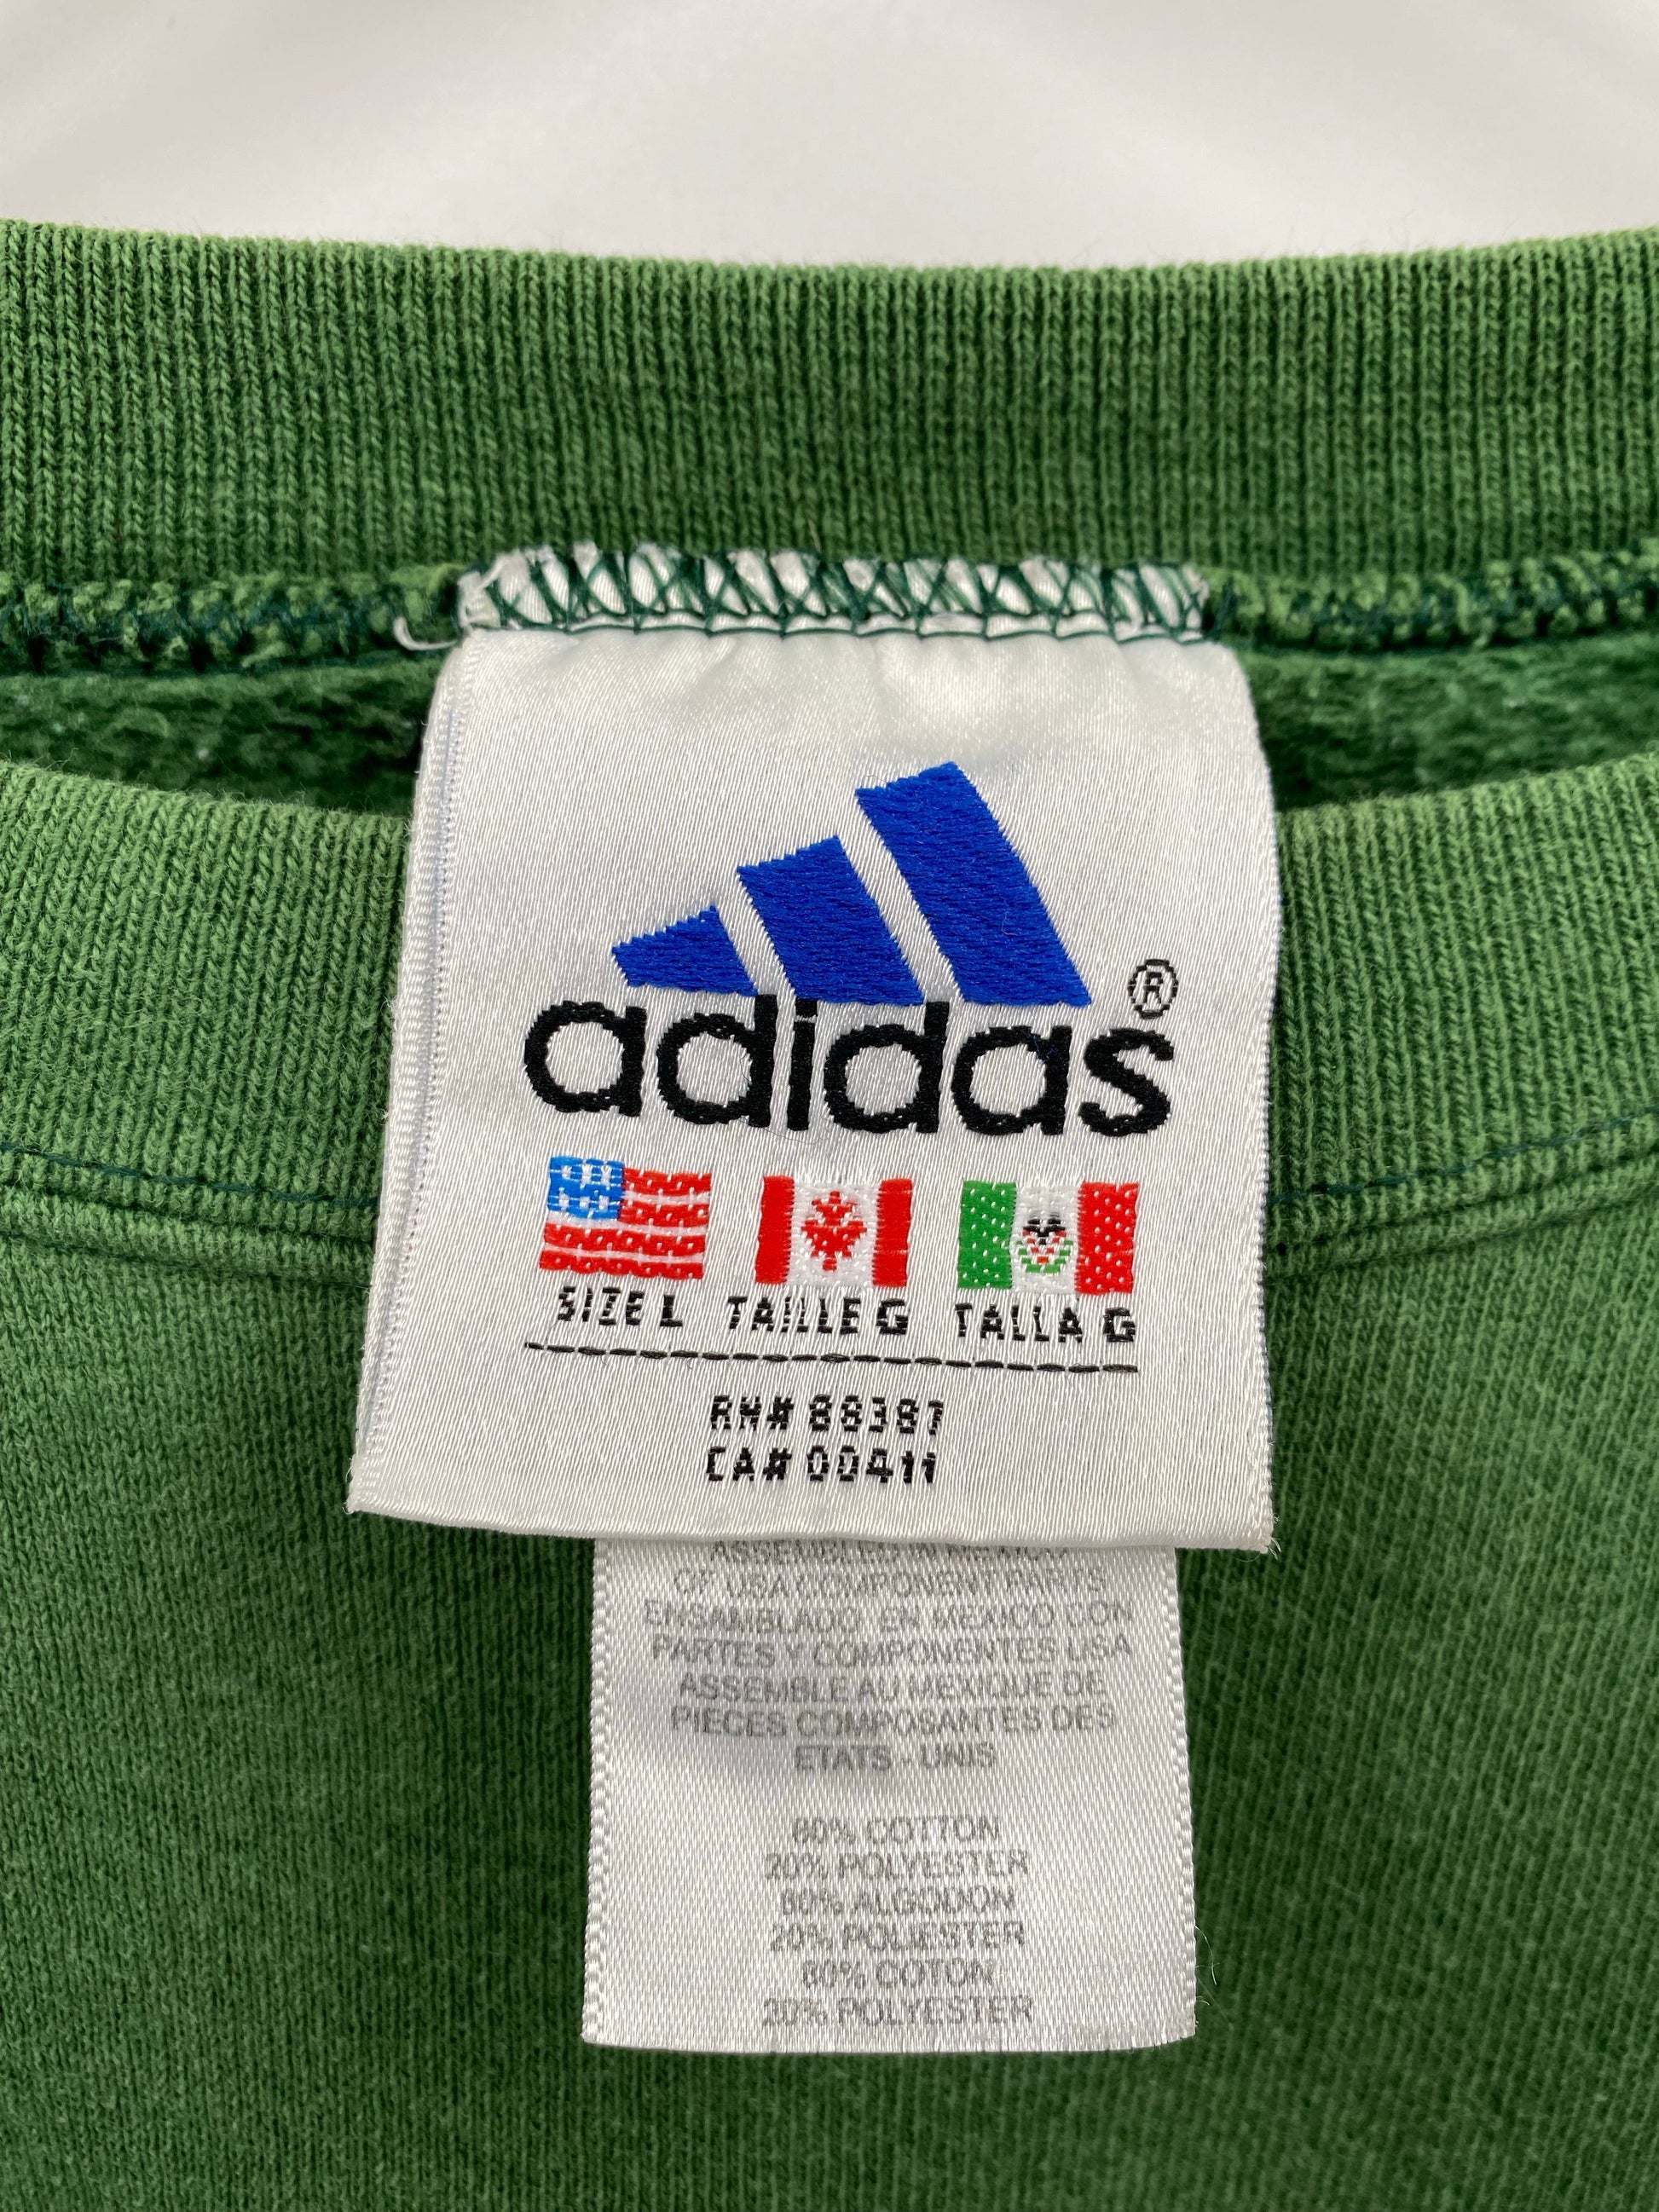 adidas®
SIZE L TAILLE G TALLA G
RN# 88387
CA# 00411
ASSEMBLED IN MEXICO
OF USA COMPONENT PARTS
ENSAMBLADO EN MEXICO CON
PARTES Y COMPONENTES USA
ASSEMBLE AU MEXIQUE DE
PIECES COMPOSANTES DES
ETATS - UNIS
80% COTTON
20% POLYESTER
80% ALGODON
20% POLIESTER
80% COTON
20% POLYESTER